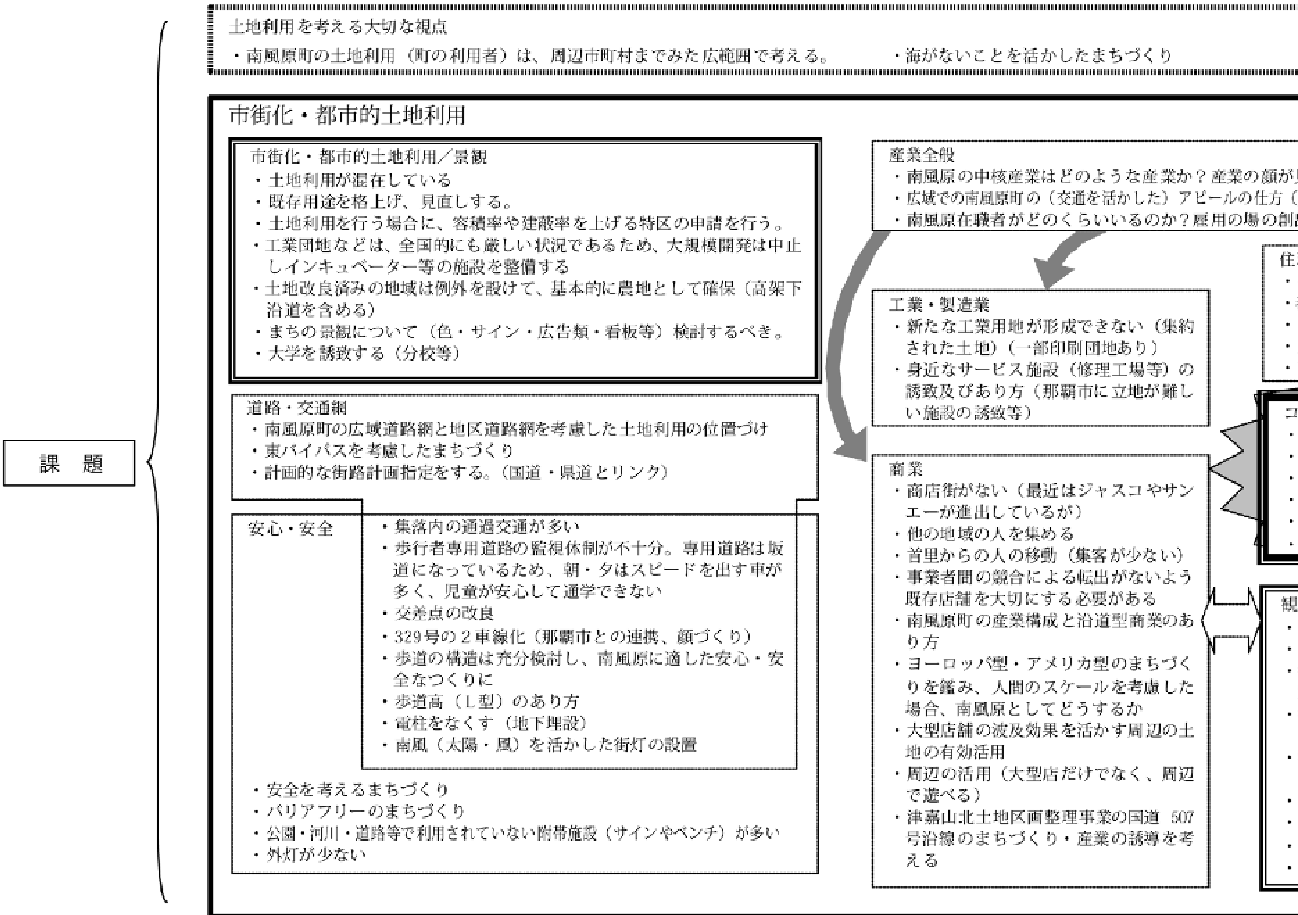 土地利用を考える大切な視点
・南風原町の土地利用（町の利用者）は、周辺市町村までみた広範囲で考える。　・海がないことを活かしたまちづくり
市街化・都市的土地利用
市街化・都市的土地利用／景観
・土地利用が混在している
・既存用途を格上げ、見直しする。
・土地利用を行う場合に、容積率や建蔽率を上げる特区の申請を行う。
・工業団地などは、全国的にも厳しい状況であるため、大規模開発は中止
しインキュベーター等の施設を整備する
・土地改良済みの地域は例外を設けて、基本的に農地として確保（高架下
沿道を含める）
・まちの景観について（色・サイン・広告類・看板等）検討するべき。
・大学を誘致する（分校等）
道路・交通網
・南風原町の広域道路網と地区道路網を考慮した土地利用の位置づけ
・東バイパスを考慮したまちづくり
・計画的な街路計画指定をする。（国道・県道とリンク）
課　題
安心・安全
・集落内の通過交通が多い
・歩行者専用道路の監視体制が不十分。専用道路は坂
道になっているため、朝・夕はスピードを出す車が
多く、児童が安心して通学できない
・交差点の改良
・329号の２車線化（那覇市との連携、顔づくり）
・歩道の構造は充分検討し、南風原に適した安心・安
全なつくりに
・歩道高（Ｌ型）のあり方
・電柱をなくす（地下埋設）
・南風（太陽・風）を活かした街灯の設置
・安全を考えるまちづくり
・バリアフリーのまちづくり
・公園・河川・道路等で利用されていない附帯施設（サインやベンチ）が多い
・外灯が少ない
産業全般
・南風原の中核産業はどのような産業か？産業の顔が
・広域での南風原町の（交通を活かした）アピールの仕方（
・南風原在職者がどのくらいいるのか？雇用の場の創
工業・製造業
・新たな工業用地が形成できない（集約
された土地）（一部印刷団地あり）
・身近なサービス施設（修理工場等）の
誘致及びあり方（那覇市に立地が難し
い施設の誘致等）
商業
・商店街がない（最近はジャスコやサン
エーが進出しているが）
・他の地域の人を集める
・首里からの人の移動（集客が少ない）
・事業者間の競合による転出がないよう
既存店舗を大切にする必要がある
・南風原町の産業構成と沿道型商業のあ
り方
・ヨーロッパ型・アメリカ型のまちづく
りを鑑み、人間のスケールを考慮した
場合、南風原としてどうするか
・大型店舗の波及効果を活かす周辺の土
地の有効活用
・周辺の活用（大型店だけでなく、周辺
で遊べる）
・津嘉山北土地区画整理事業の国道 507
号沿線のまちづくり・産業の誘導を考
える
住
コ
観